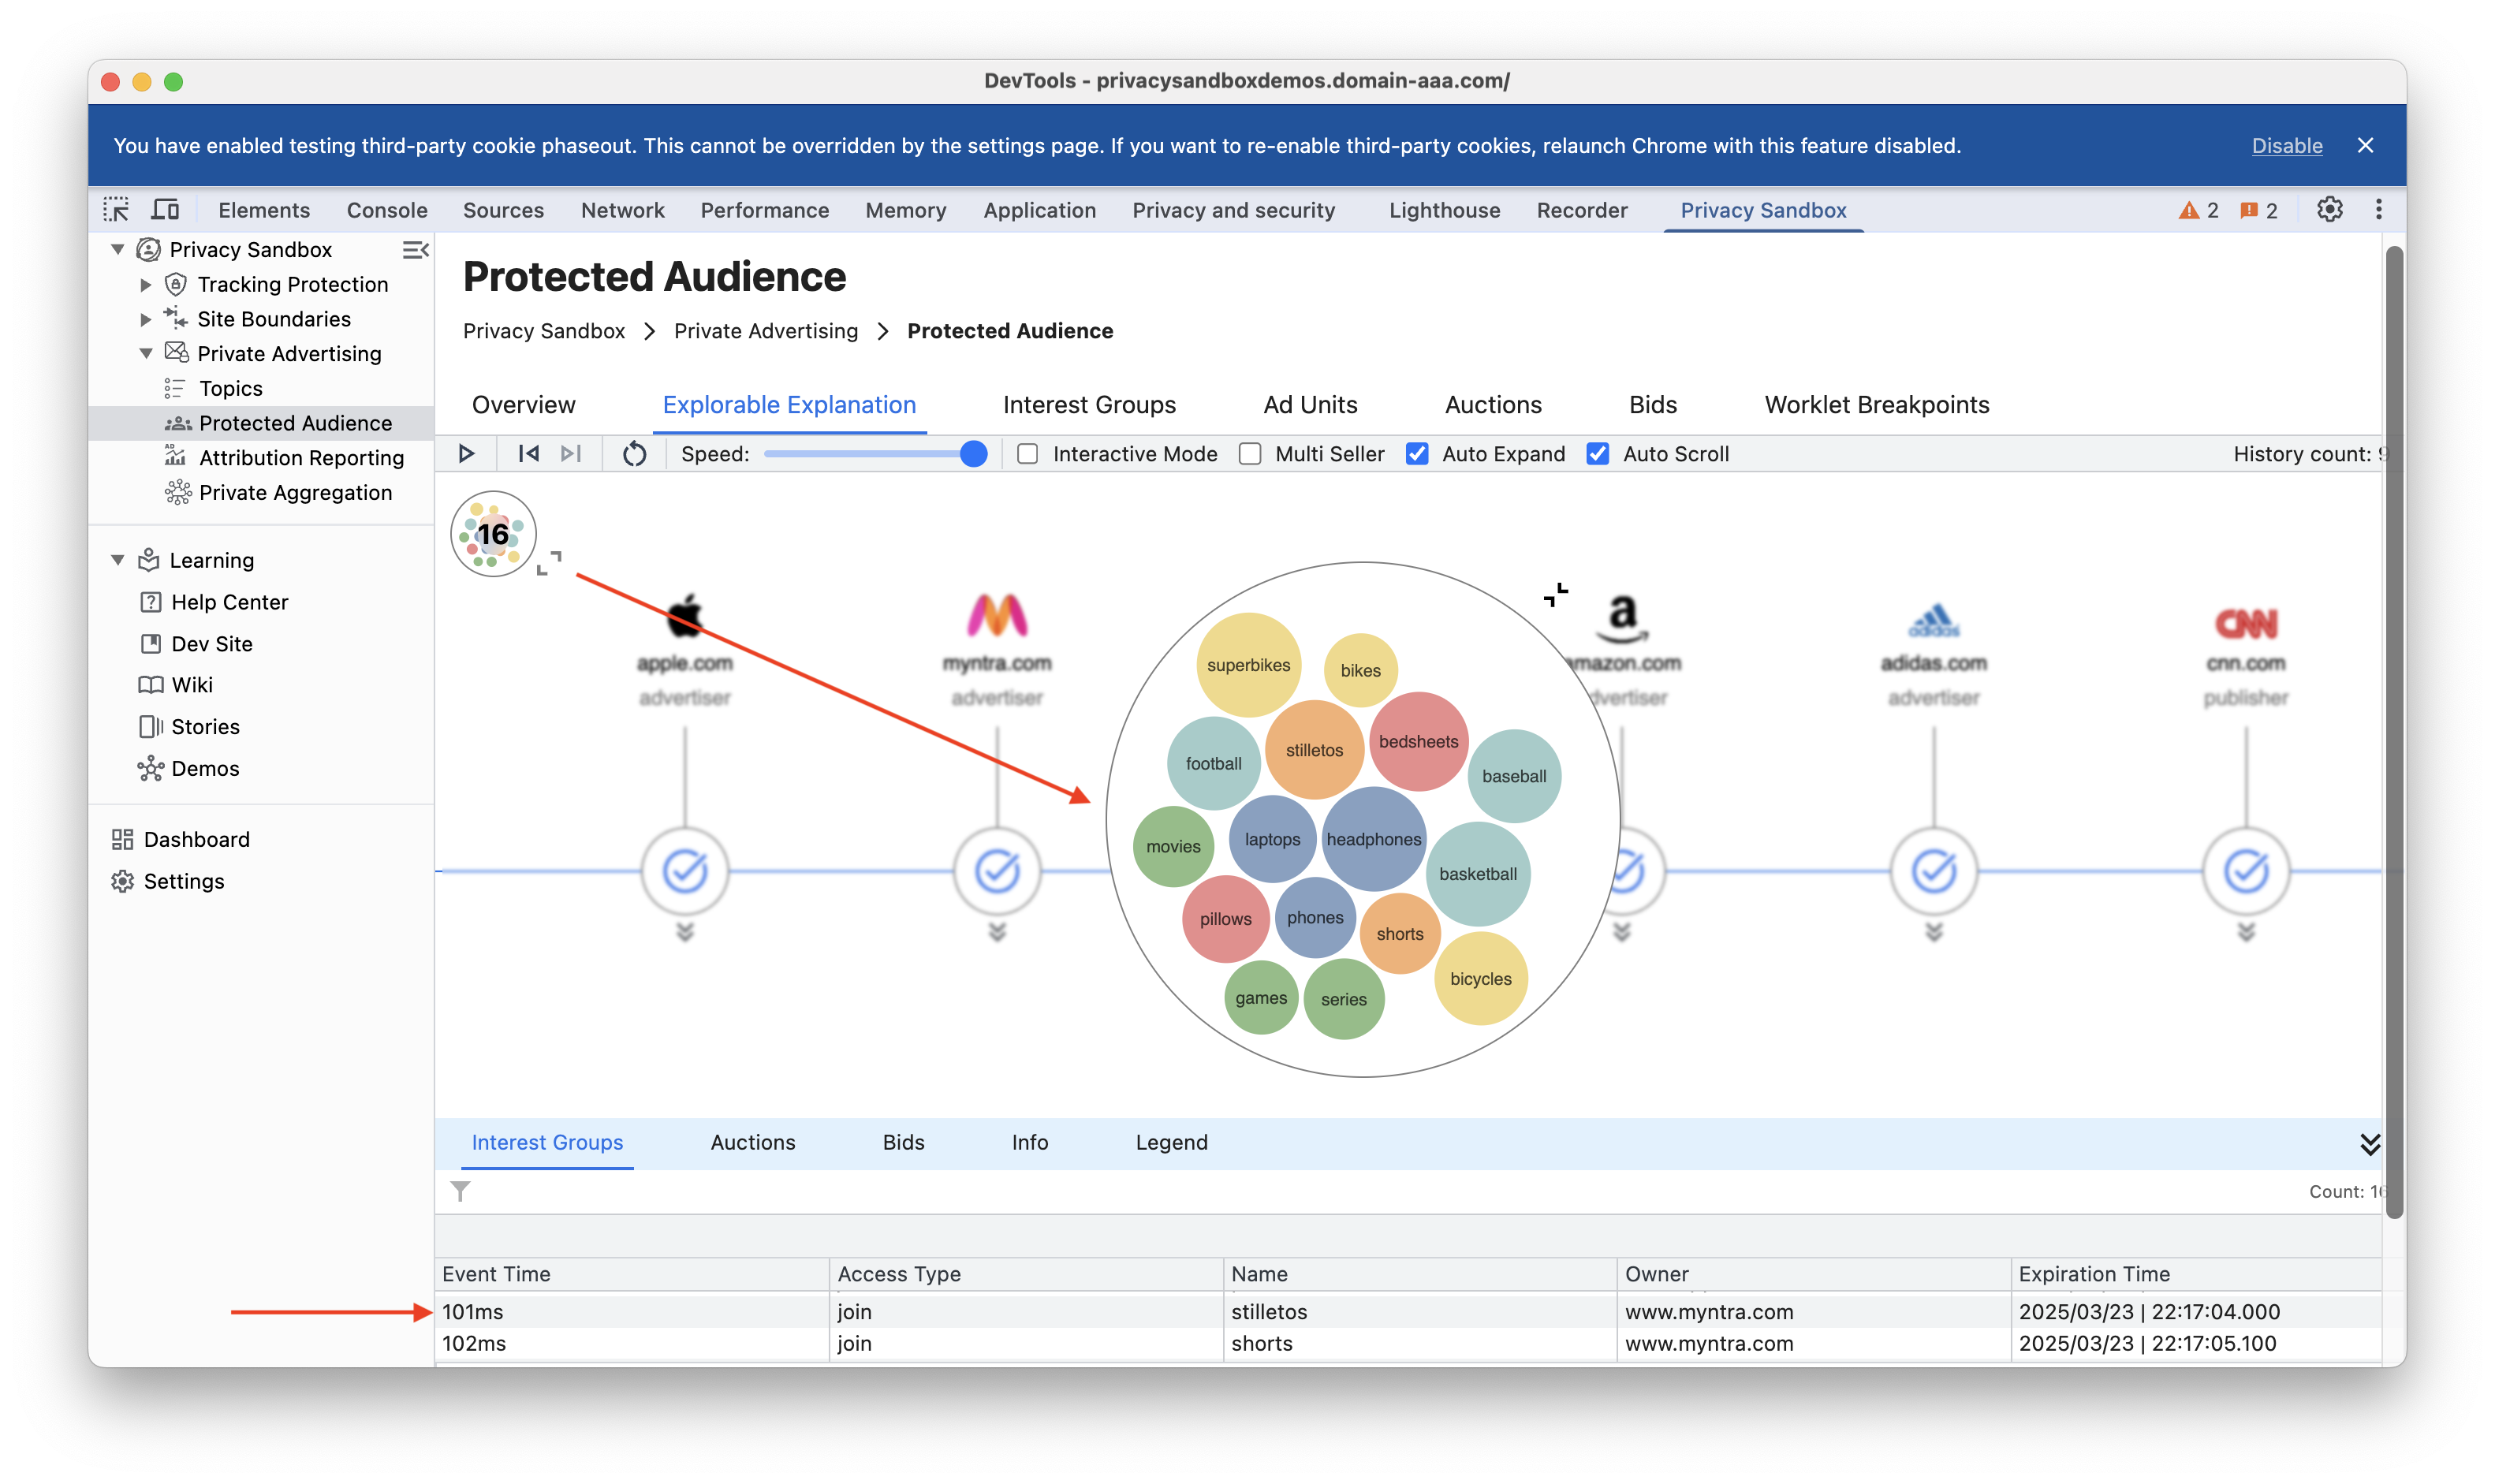 DevTools - privacysandboxdemos.domain-aaa.com/
You have enabled testing third-party cookie phaseout. This cannot be overridden by the settings page. If you want to re-enable third-party cookies, relaunch Chrome with this feature disabled. Disable
Elements Console Sources Network Performance Memory Application Privacy and security Lighthouse Recorder Privacy Sandbox 2 2
Privacy Sandbox
Tracking Protection
Site Boundaries
Private Advertising
Topics
Protected Audience
Attribution Reporting
Private Aggregation
Learning
Help Center
Dev Site
Wiki
Stories
Demos
Dashboard
Settings
Protected Audience
Privacy Sandbox > Private Advertising > Protected Audience
Overview Explorable Explanation Interest Groups Ad Units Auctions Bids Worklet Breakpoints
Speed: Interactive Mode Multi Seller Auto Expand Auto Scroll History count: 9
16
a adidas CNN
apple.com myntra.com amazon.com adidas.com cnn.com
advertiser advertiser advertiser advertiser publisher
superbikes bikes
football stilletos bedsheets baseball
movies laptops headphones basketball
pillows phones shorts bicycles
games series
Interest Groups Auctions Bids Info Legend
Count: 16
Event Time Access Type Name Owner Expiration Time
101ms join stilletos www.myntra.com 2025/03/23 | 22:17:04.000
102ms join shorts www.myntra.com 2025/03/23 | 22:17:05.100